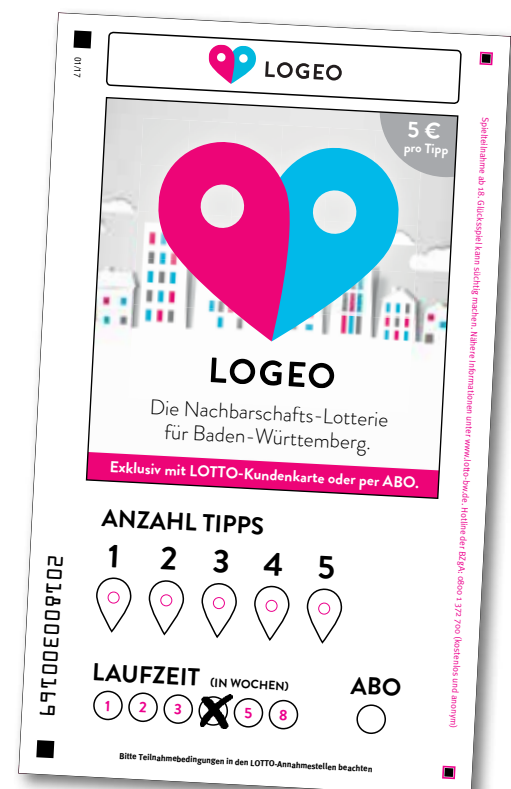 01/17
LOGEO
5 €
pro Tipp
LOGEO
Die Nachbarschafts-Lotterie
für Baden-Württemberg.
Exklusiv mit LOTTO-Kundenkarte oder per ABO.
ANZAHL TIPPS
1 2 3 4 5
LAUFZEIT (IN WOCHEN)
1 2 3 5 8
ABO
Bitte Teilnahmebedingungen in den LOTTO-Annahmestellen beachten
201800300169
Spielteilnahme ab 18. Glücksspiel kann süchtig machen. Nähere Informationen unter www.lotto-bw.de. Hotline der BZgA: 0800 1 372 700 (kostenlos und anonym)